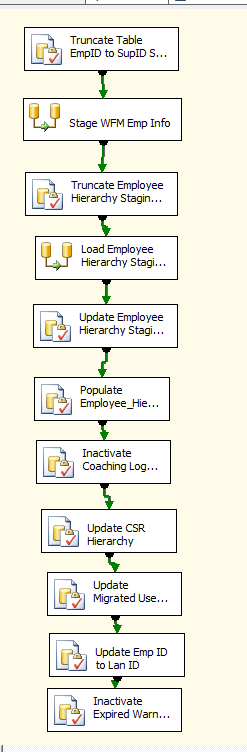 Truncate Table
EmpID to SupID S...
Stage WFM Emp Info
Truncate Employee
Hierarchy Stagin...
Load Employee
Hierarchy Stagi...
Update Employee
Hierarchy Stagi...
Populate
Employee_Hie...
Inactivate
Coaching Log...
Update CSR
Hierarchy
Update
Migrated Use...
Update Emp ID
to Lan ID
Inactivate
Expired Warn...